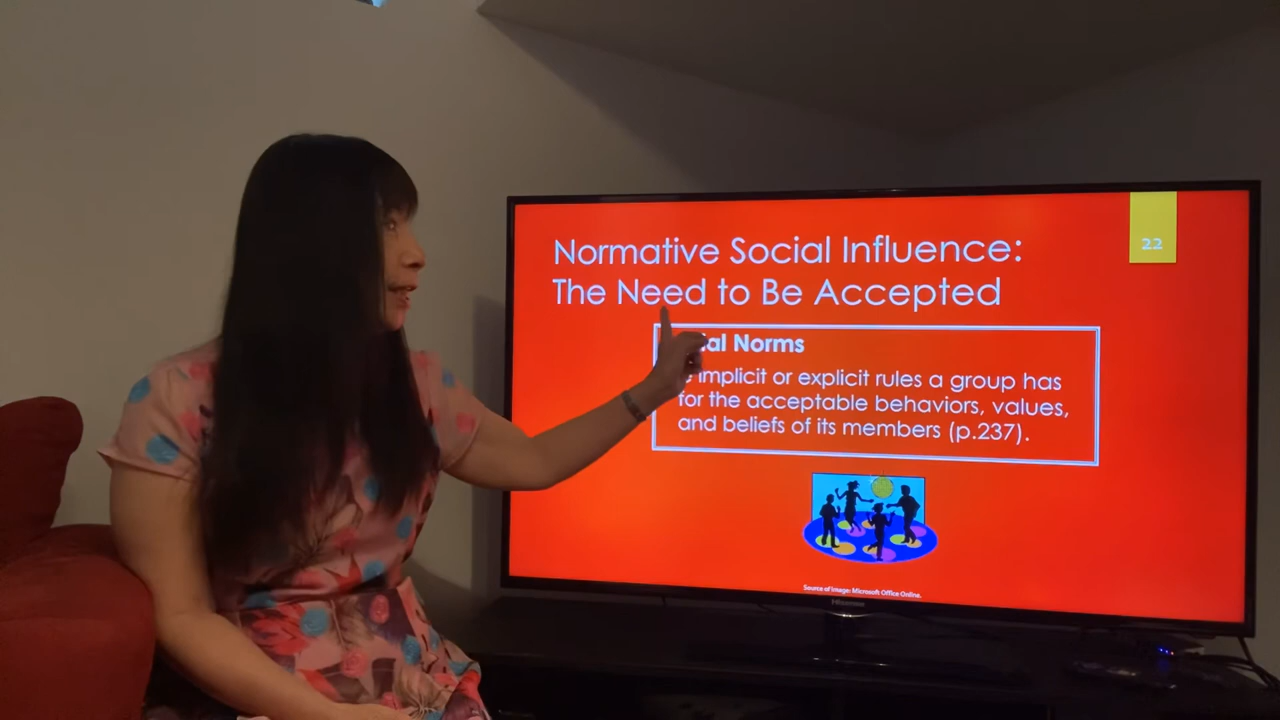 Normative Social Influence:
22
The Need to Be Accepted
Norms
implicit or explicit rules a group has
for the acceptable behaviors, values,
and beliefs of its members (p.237).
Source of Image: Microsoft Office Online.
Hisense